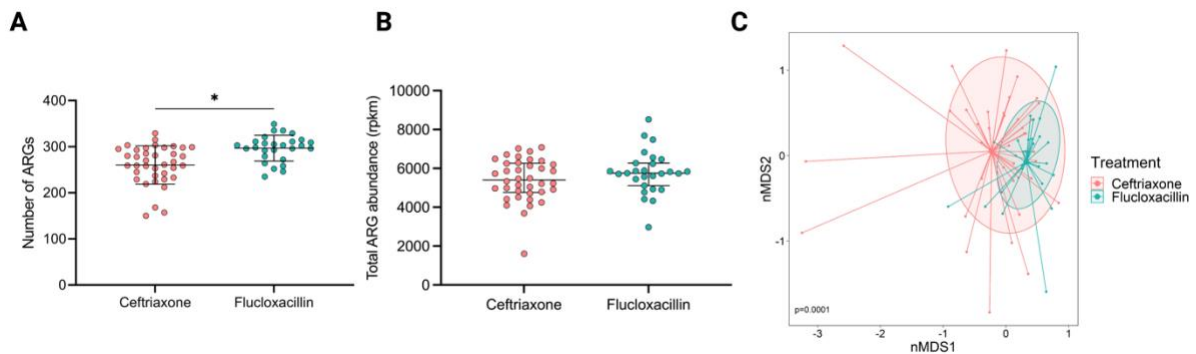 A
Number of ARGs
400
300
200
100
0
*
Ceftriaxone
Flucloxacillin
B
Total ARG abundance (rpkm)
10000
8000
6000
4000
2000
0
Ceftriaxone
Flucloxacillin
C
nMDS2
1
0
-1
p=0.0001
-3
-2
-1
0
1
nMDS1
Treatment
Ceftriaxone
Flucloxacillin